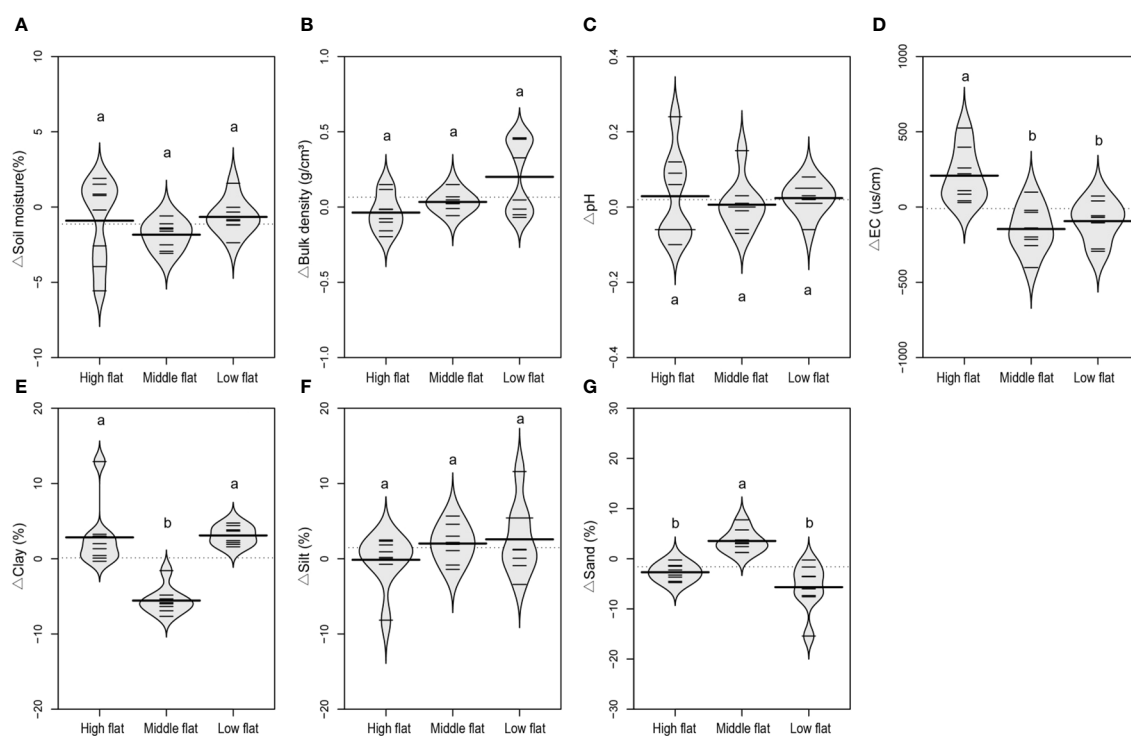 A
△Soil moisture(%)
10
5
0
−5
−10
a
a
a
High flat
Middle flat
Low flat
B
△Bulk density (g/cm³)
1.0
0.5
0.0
−0.5
−1.0
a
a
a
High flat
Middle flat
Low flat
C
△pH
0.4
0.2
0.0
−0.2
−0.4
a
a
a
High flat
Middle flat
Low flat
D
△EC (us/cm)
1000
500
0
−500
−1000
a
b
b
High flat
Middle flat
Low flat
E
△Clay (%)
20
10
0
−10
−20
a
b
a
High flat
Middle flat
Low flat
F
△Silt (%)
20
10
0
−10
−20
a
a
a
High flat
Middle flat
Low flat
G
△Sand (%)
30
20
10
0
−10
−20
−30
b
a
b
High flat
Middle flat
Low flat